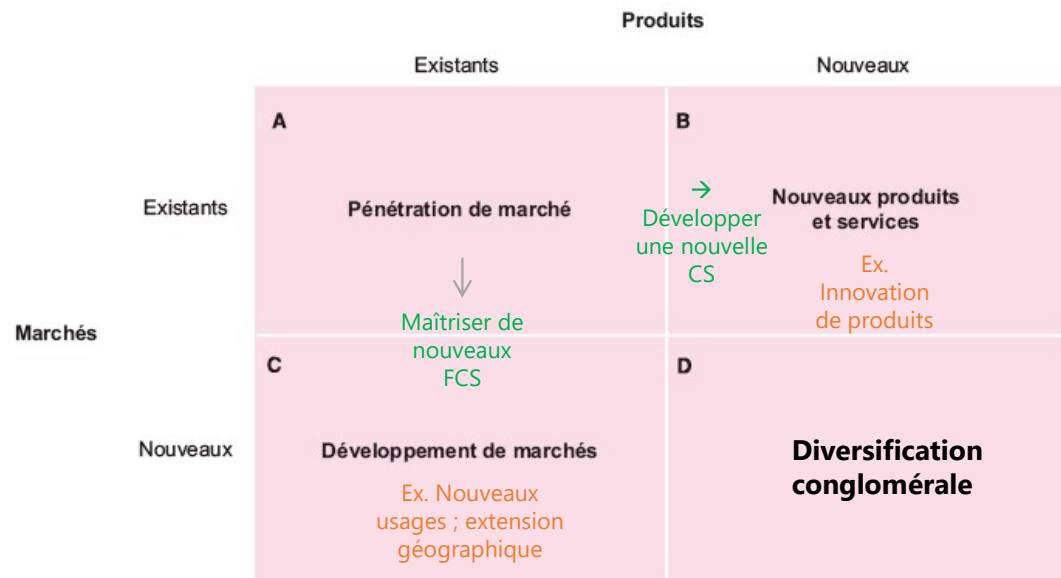 Produits
Existants
Nouveaux
A
B
Existants
Pénétration de marché
→
Développer
une nouvelle
CS
Nouveaux produits
et services
Ex.
Innovation
de produits
Marchés
Maîtriser de
nouveaux
FCS
C
D
Nouveaux
Développement de marchés
Ex. Nouveaux
usages ; extension
géographique
Diversification
conglomérale